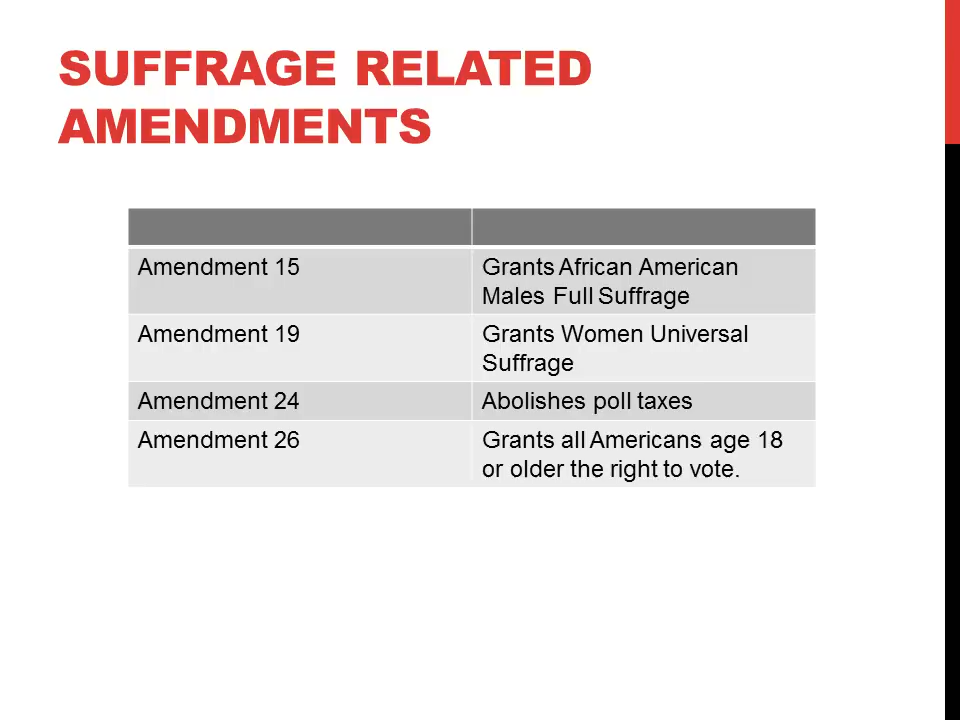 SUFFRAGE RELATED
AMENDMENTS
Amendment 15
Grants African American
Males Full Suffrage
Amendment 19
Grants Women Universal
Suffrage
Amendment 24
Abolishes poll taxes
Amendment 26
Grants all Americans age 18
or older the right to vote.